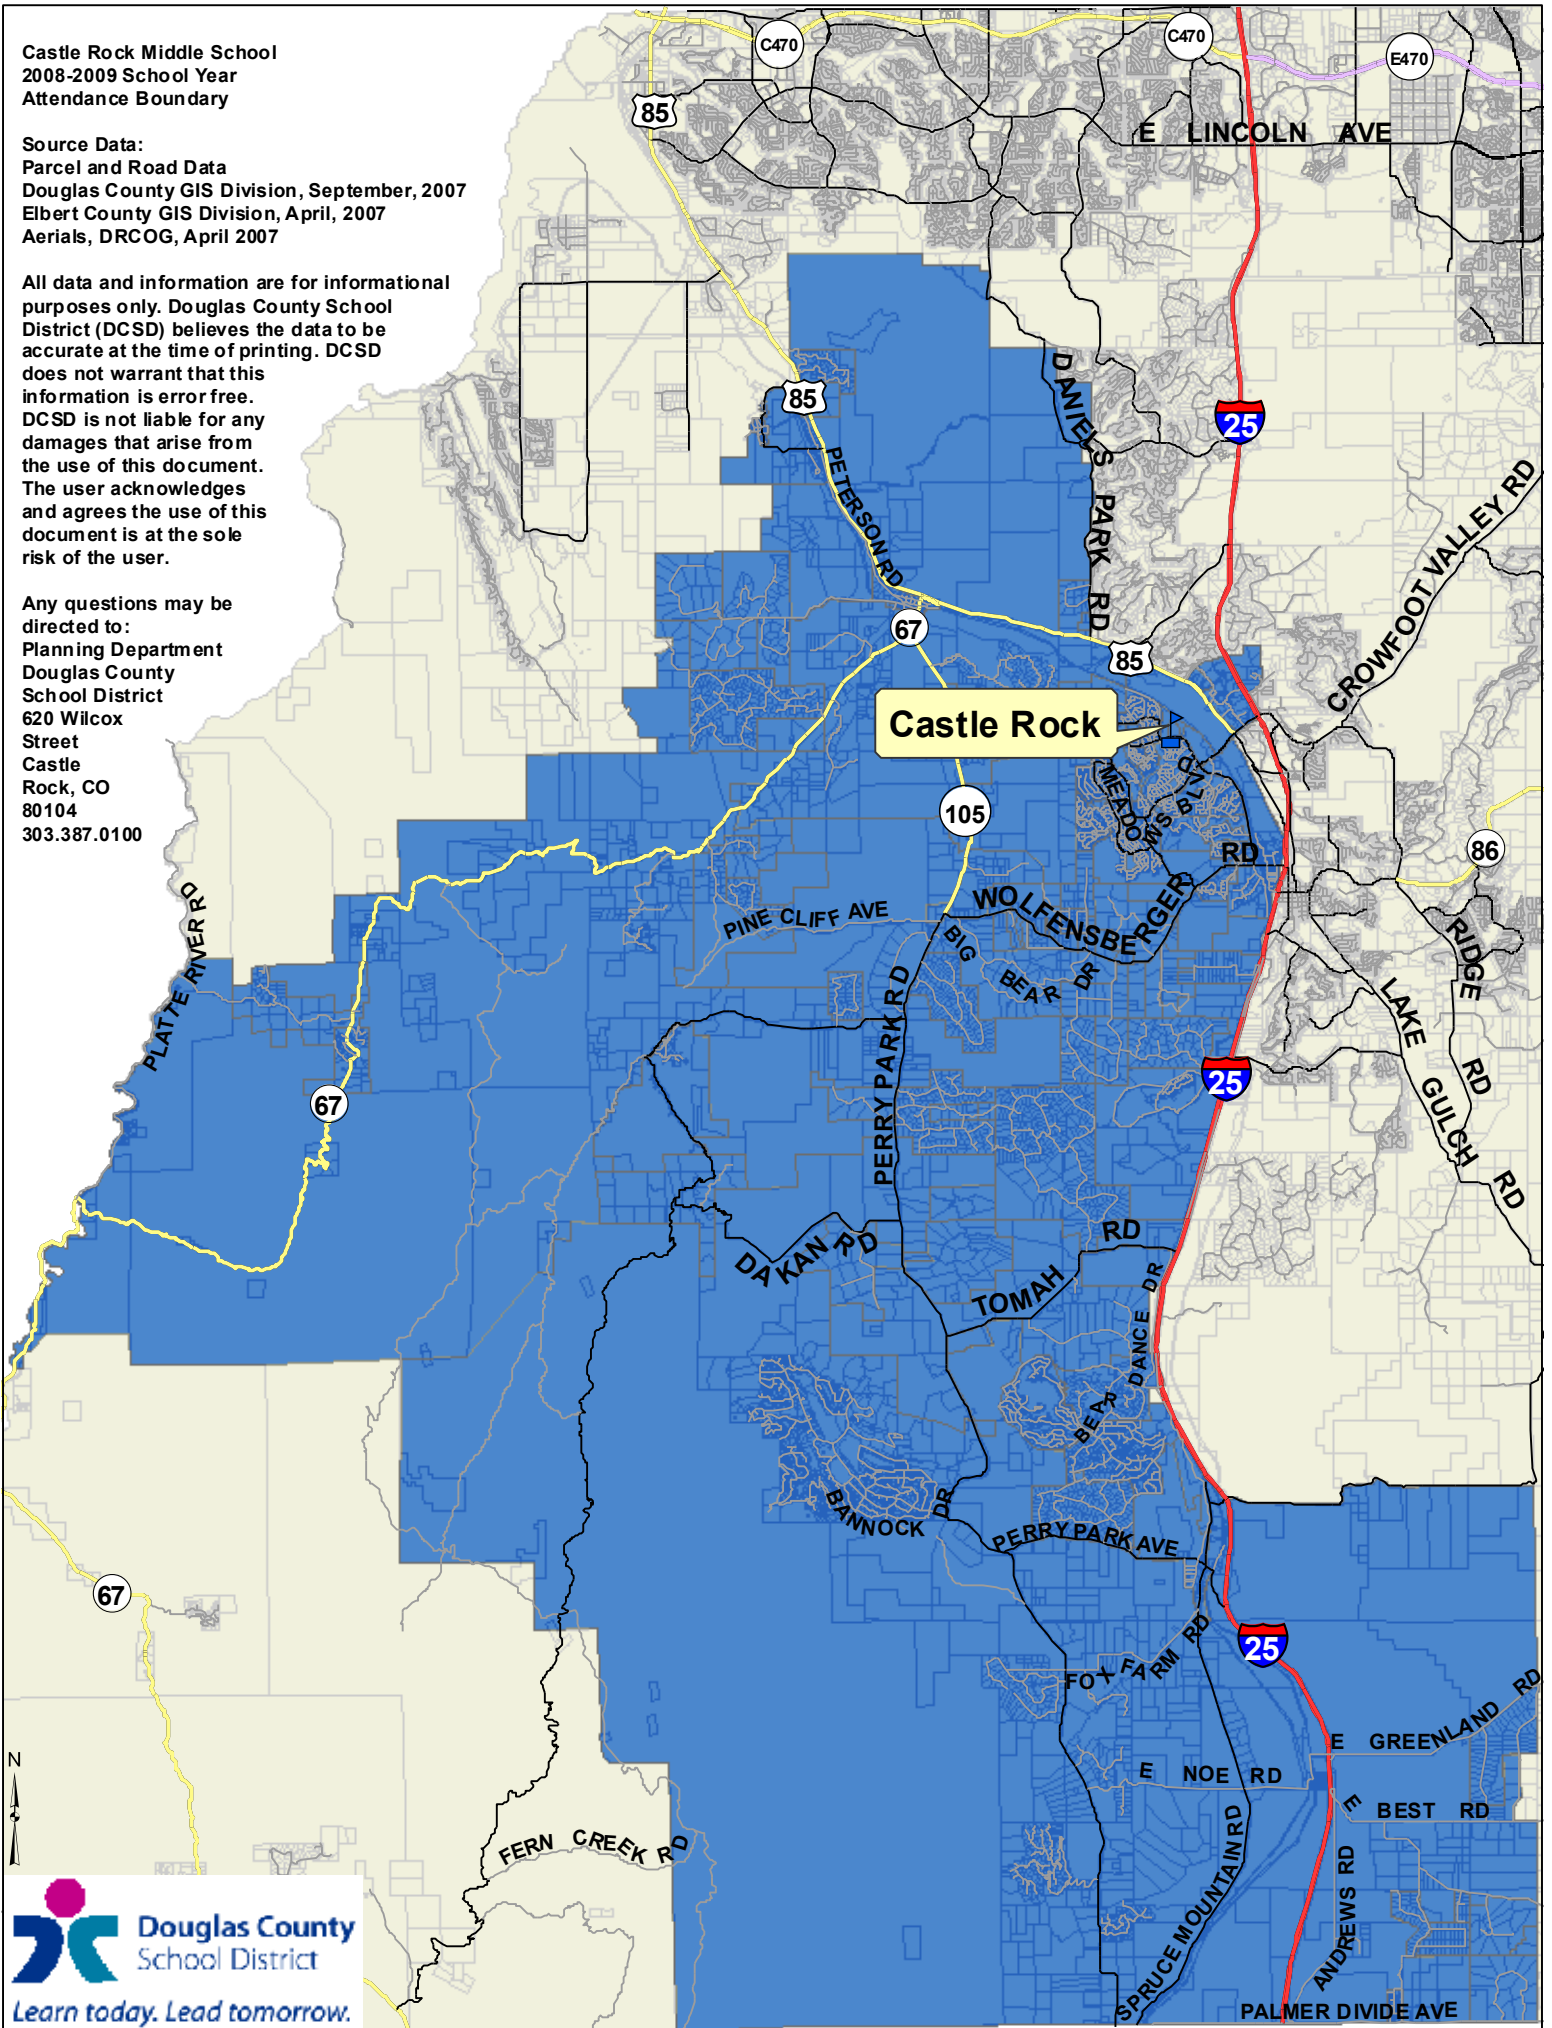 Castle Rock Middle School
2008-2009 School Year
Attendance Boundary
Source Data:
Parcel and Road Data
Douglas County GIS Division, September, 2007
Elbert County GIS Division, April, 2007
Aerials, DRCOG, April 2007
All data and information are for informational
purposes only. Douglas County School
District (DCSD) believes the data to be
accurate at the time of printing. DCSD
does not warrant that this
information is error free.
DCSD is not liable for any
damages that arise from
the use of this document.
The user acknowledges
and agrees the use of this
document is at the sole
risk of the user.
Any questions may be
directed to:
Planning Department
Douglas County
School District
620 Wilcox
Street
Castle
Rock, CO
80104
303.387.0100
C470
C470
E470
85
E LINCOLN AVE
DANIELS PARK RD
85
25
PETERSON RD
CROWFOOT VALLEY RD
67
85
Castle Rock
MEADOWS BLVD
105
86
WOLFENSBERGER RD
PINE CLIFF AVE
BIG BEAR DR
RIDGE RD
PLATTE RIVER RD
LAKE GULCH RD
PERRY PARK RD
25
67
DAKAN RD
TOMAH RD
BEAR DANCE DR
BANNOCK DR
PERRY PARK AVE
67
FOX FARM RD
25
E GREENLAND RD
E NOE RD
E BEST RD
N
FERN CREEK RD
SPRUCE MOUNTAIN RD
ANDREWS RD
PALMER DIVIDE AVE
Douglas County
School District
Learn today. Lead tomorrow.